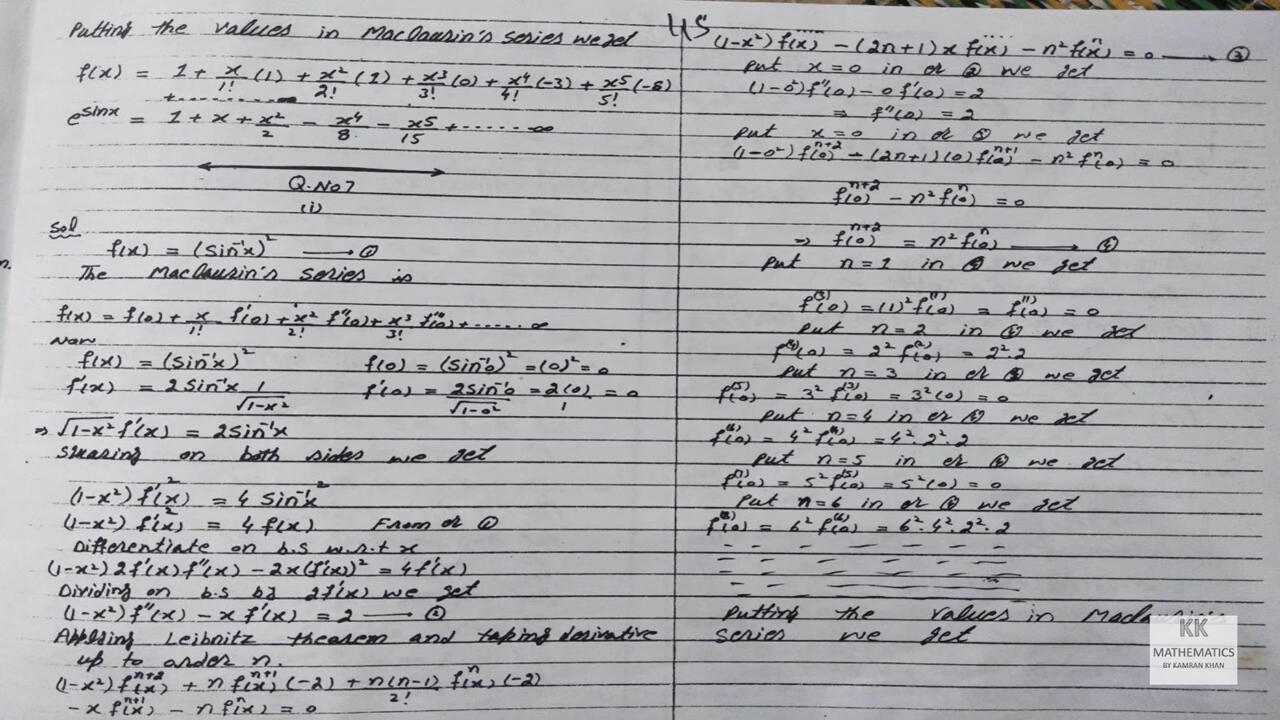 45
Putting the values in Maclaurin's series we get
f(x) = 1 + x/1! (1) + x²/2! (1) + x³/3! (0) + x⁴/4! (-3) + x⁵/5! (-8)
+ ........
e^sinx = 1 + x + x²/2 - x⁴/8 - x⁵/15 + ........ ∞
Q.No7
(i)
Sol
f(x) = (Sin⁻¹x)² → ①
The Maclaurin's series is
f(x) = f(0) + x/1! f'(0) + x²/2! f''(0) + x³/3! f'''(0) + ...... ∞
Now
f(x) = (Sin⁻¹x)² f(0) = (Sin⁻¹0)² = (0)² = 0
f'(x) = 2 Sin⁻¹x 1/√1-x² f'(0) = 2sin⁻¹0/√1-0² = 2(0)/1 = 0
⇒ √1-x² f'(x) = 2Sin⁻¹x
Squaring on both sides we get
(1-x²) f'(x)² = 4 Sin⁻¹x²
(1-x²) f'(x)² = 4 f(x) From or ①
Differentiate on b.s w.r.t x
(1-x²) 2f'(x) f''(x) - 2x(f'(x))² = 4f'(x)
Dividing on b.s by 2f'(x) we get
(1-x²) f''(x) - x f'(x) = 2 → ②
Applying Leibnitz theorem and taping derivative
up to order n.
(1-x²) f^{n+2}(x) + n f^{n+1}(x) (-2) + n(n-1)/2! f^{n}(x) (-2)
- x f^{n+1}(x) - n f^{n}(x) = 0
(1-x²) f(x) - (2n+1) x f(x) - n² f^{n}(x) = 0 → ③
Put x=0 in or ② we get
(1-0²) f''(0) - 0 f'(0) = 2
⇒ f''(0) = 2
Put x=0 in or ③ we get
(1-0²) f^{n+2}(0) - (2n+1)(0) f^{n+1}(0) - n² f^{n}(0) = 0
f^{n+2}(0) - n² f^{n}(0) = 0
⇒ f^{n+2}(0) = n² f^{n}(0) → ④
Put n=1 in ④ we get
f^{(3)}(0) = (1)² f^{(1)}(0) = f^{(1)}(0) = 0
Put n=2 in ④ we get
f^{(4)}(0) = 2² f^{(2)}(0) = 2².2
Put n=3 in or ④ we get
f^{(5)}(0) = 3² f^{(3)}(0) = 3²(0) = 0
Put n=4 in or ④ we get
f^{(6)}(0) = 4² f^{(4)}(0) = 4².2².2
Put n=5 in or ④ we get
f^{(7)}(0) = 5² f^{(5)}(0) = 5²(0) = 0
Put n=6 in or ④ we get
f^{(8)}(0) = 6² f^{(6)}(0) = 6².4².2².2
Putting the values in Maclaurin's
series we get
KK
MATHEMATICS
BY KAMRAN KHAN